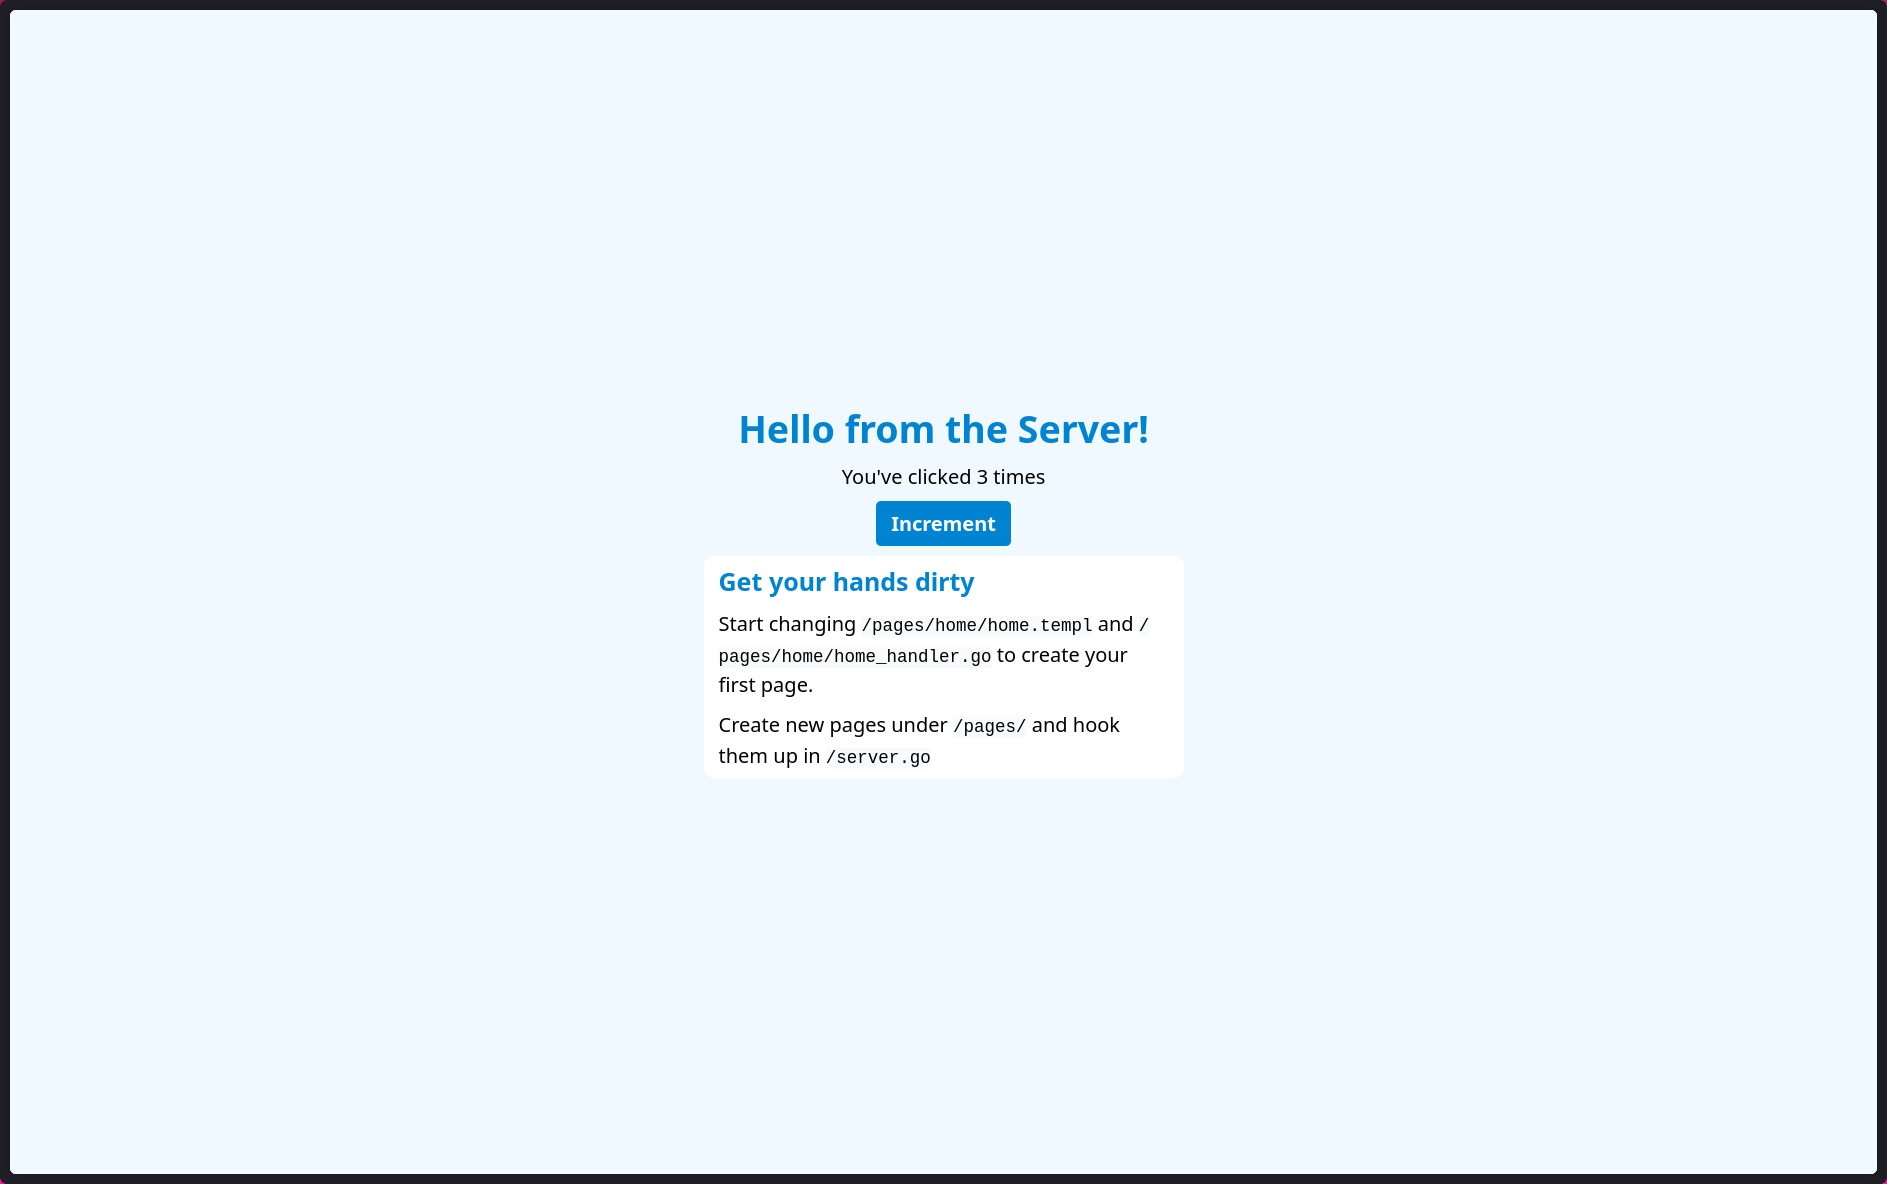 Hello from the Server!
You've clicked 3 times
Increment
Get your hands dirty
Start changing /pages/home/home.templ and /
pages/home/home_handler.go to create your
first page.
Create new pages under /pages/ and hook
them up in /server.go